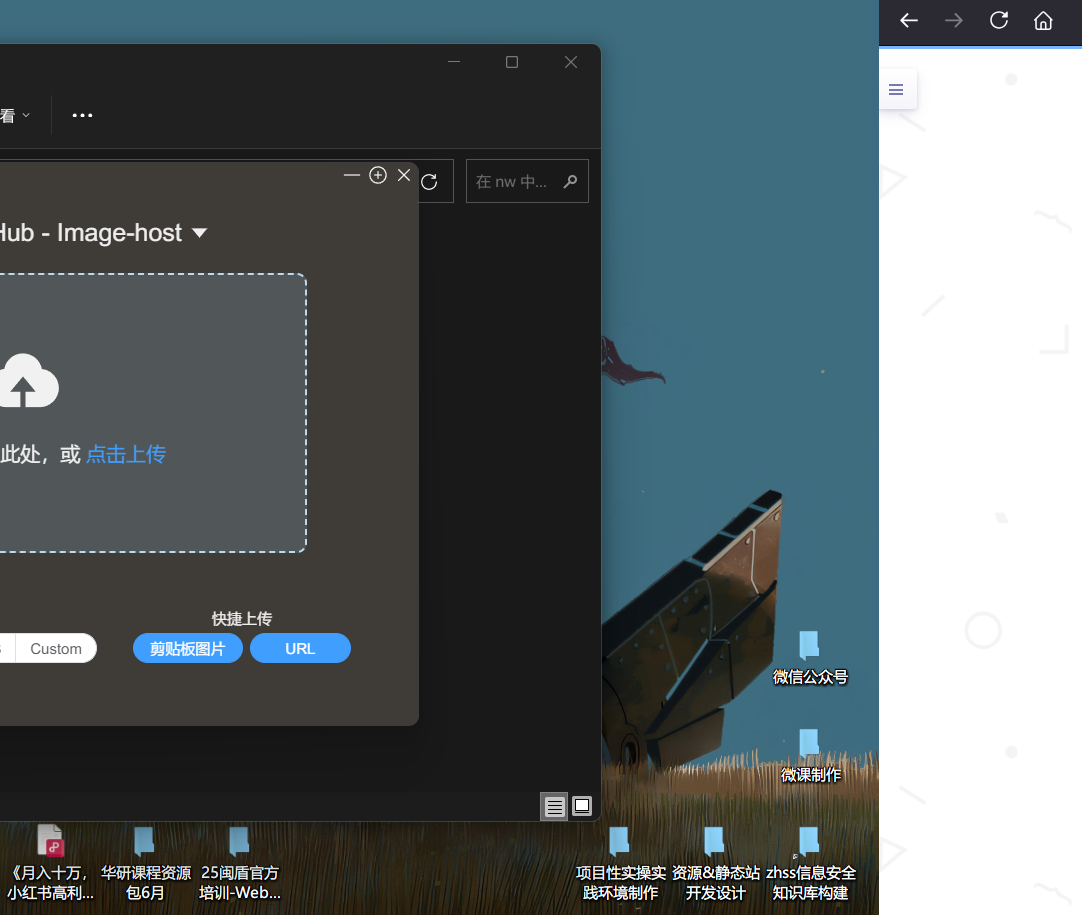 看
在 nw 中...
Hub - Image-host
此处，或 点击上传
快捷上传
Custom
剪贴板图片
URL
微信公众号
微课制作
《月入十万，
小红书高利...
华研课程资源
包6月
25闽盾官方
培训-Web...
项目性实操实
践环境制作
资源&静态站
开发设计
zhss信息安全
知识库构建